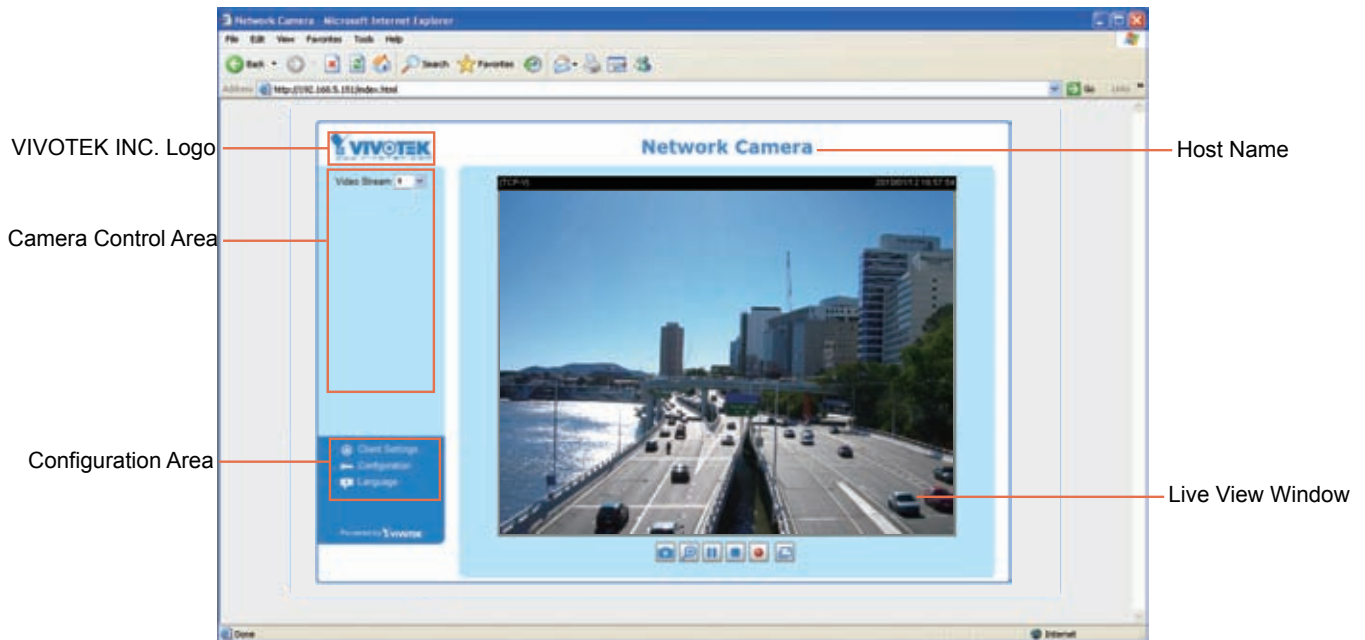 Network Camera - Microsoft Internet Explorer
File Edit View Favorites Tools Help
Back Search Favorites
Address http://192.168.5.151/index.html Go Links
VIVOTEK INC. Logo
VIVOTEK
Network Camera
Host Name
Video Stream 1
(TCP-V)
Camera Control Area
Configuration Area
Client Settings
Configuration
Language
Live View Window
Powered by VIVOTEK
Done Internet